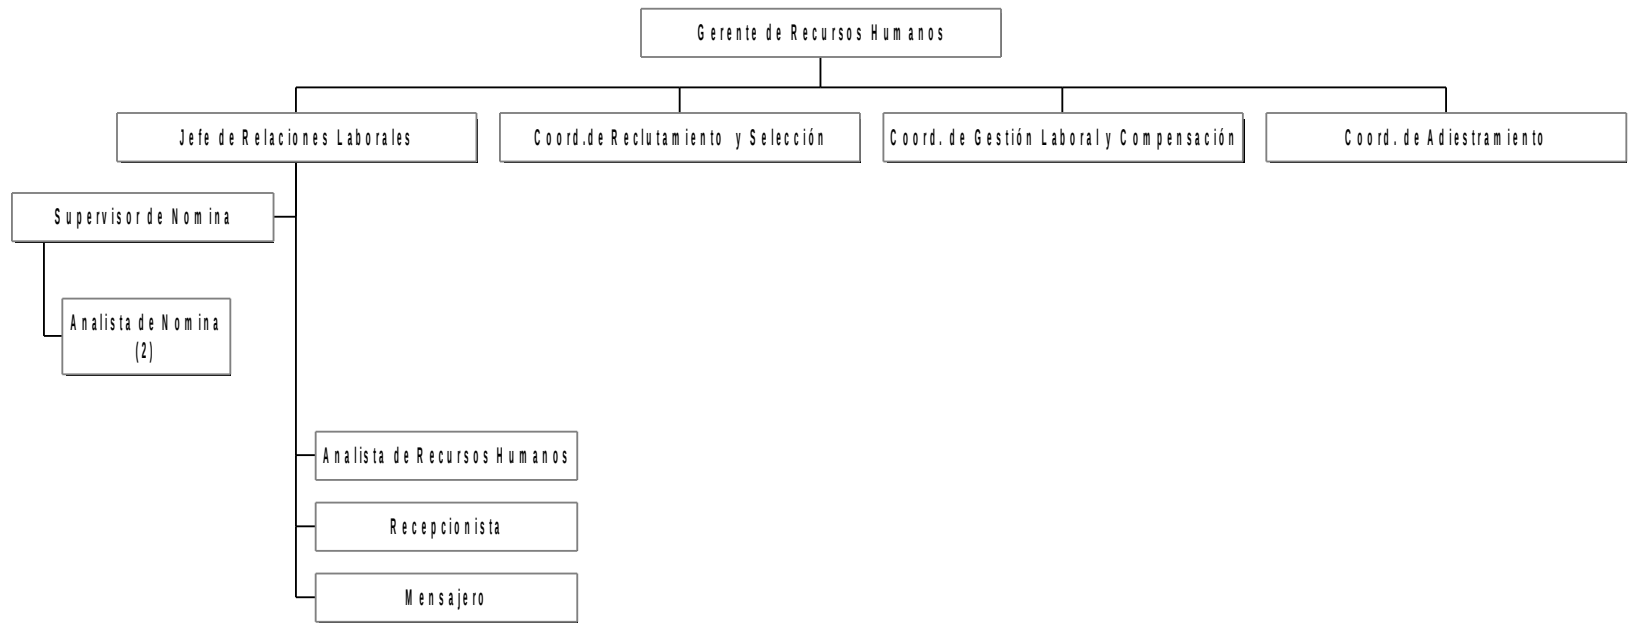 Gerente de Recursos Humanos
Jefe de Relaciones Laborales
Coord.de Reclutamiento y Selección
Coord. de Gestión Laboral y Compensación
Coord. de Adiestramiento
Supervisor de Nomina
Analista de Nomina
(2)
Analista de Recursos Humanos
Recepcionista
Mensajero